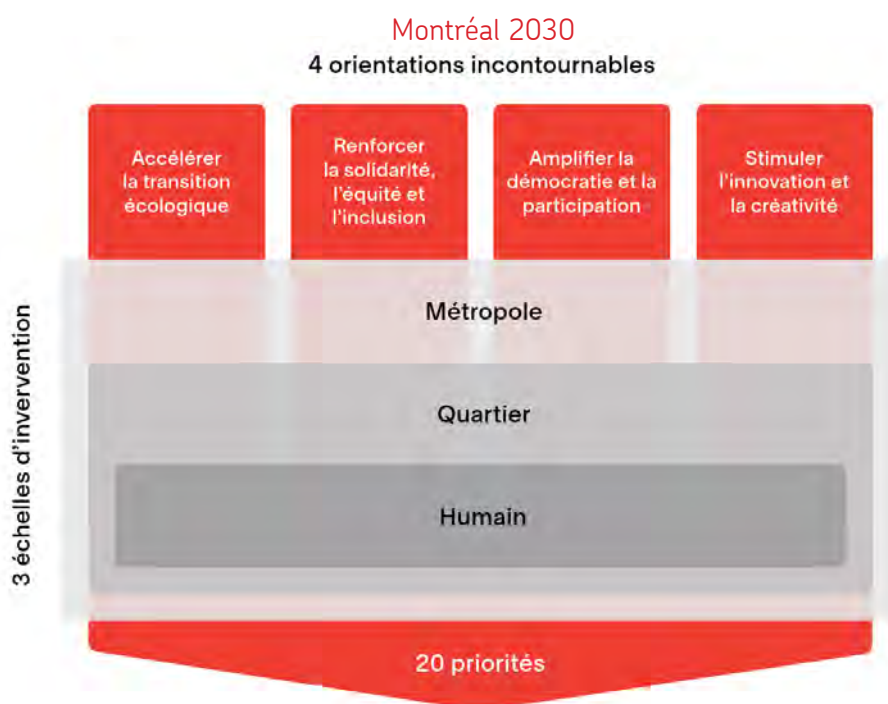 Montréal 2030
4 orientations incontournables
Accélérer
la transition
écologique
Renforcer
la solidarité,
l'équité et
l'inclusion
Amplifier la
démocratie et la
participation
Stimuler
l'innovation et
la créativité
3 échelles d'invervention
Métropole
Quartier
Humain
20 priorités